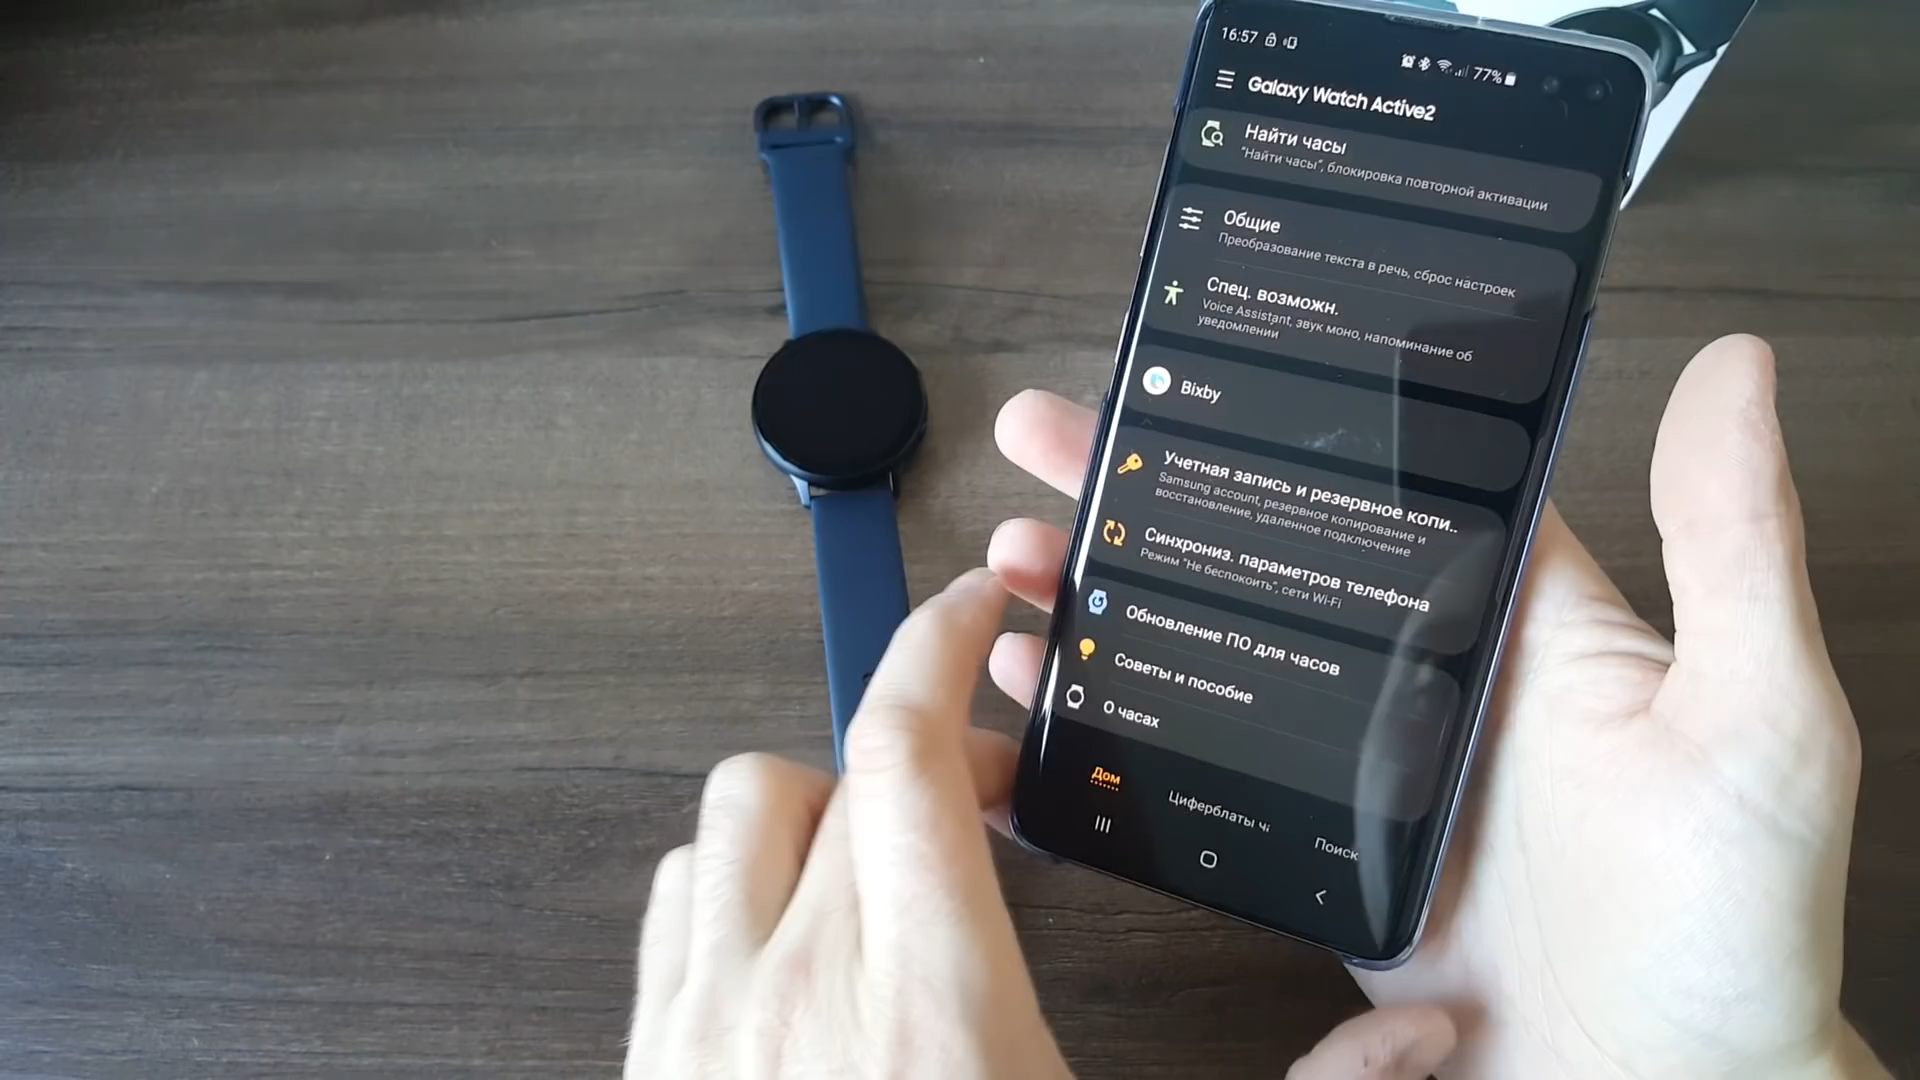 16:57
77%
Galaxy Watch Active2
Найти часы
"Найти часы", блокировка повторной активации
Общие
Преобразование текста в речь, сброс настроек
Спец. возможн.
Voice Assistant, звук моно, напоминание об
уведомлении
Bixby
Учетная запись и резервное копи..
Samsung account, резервное копирование и
восстановление, удаленное подключение
Синхрониз. параметров телефона
Режим "Не беспокоить", сети Wi-Fi
Обновление ПО для часов
Советы и пособие
О часах
Дом
Циферблаты ч
Поиск